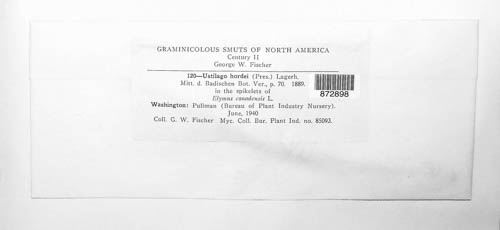 GRAMINICOLOUS SMUTS OF NORTH AMERICA
Century II
George W. Fischer
120—Ustilago hordei (Pres.) Lagerh.
Mitt. d. Badischen Bot. Ver., p. 70. 1889.
in the spikelets of
Elymus canadensis L.
872898
Washington: Pullman (Bureau of Plant Industry Nursery).
June, 1940
Coll. G. W. Fischer Myc. Coll. Bur. Plant Ind. no. 85093.